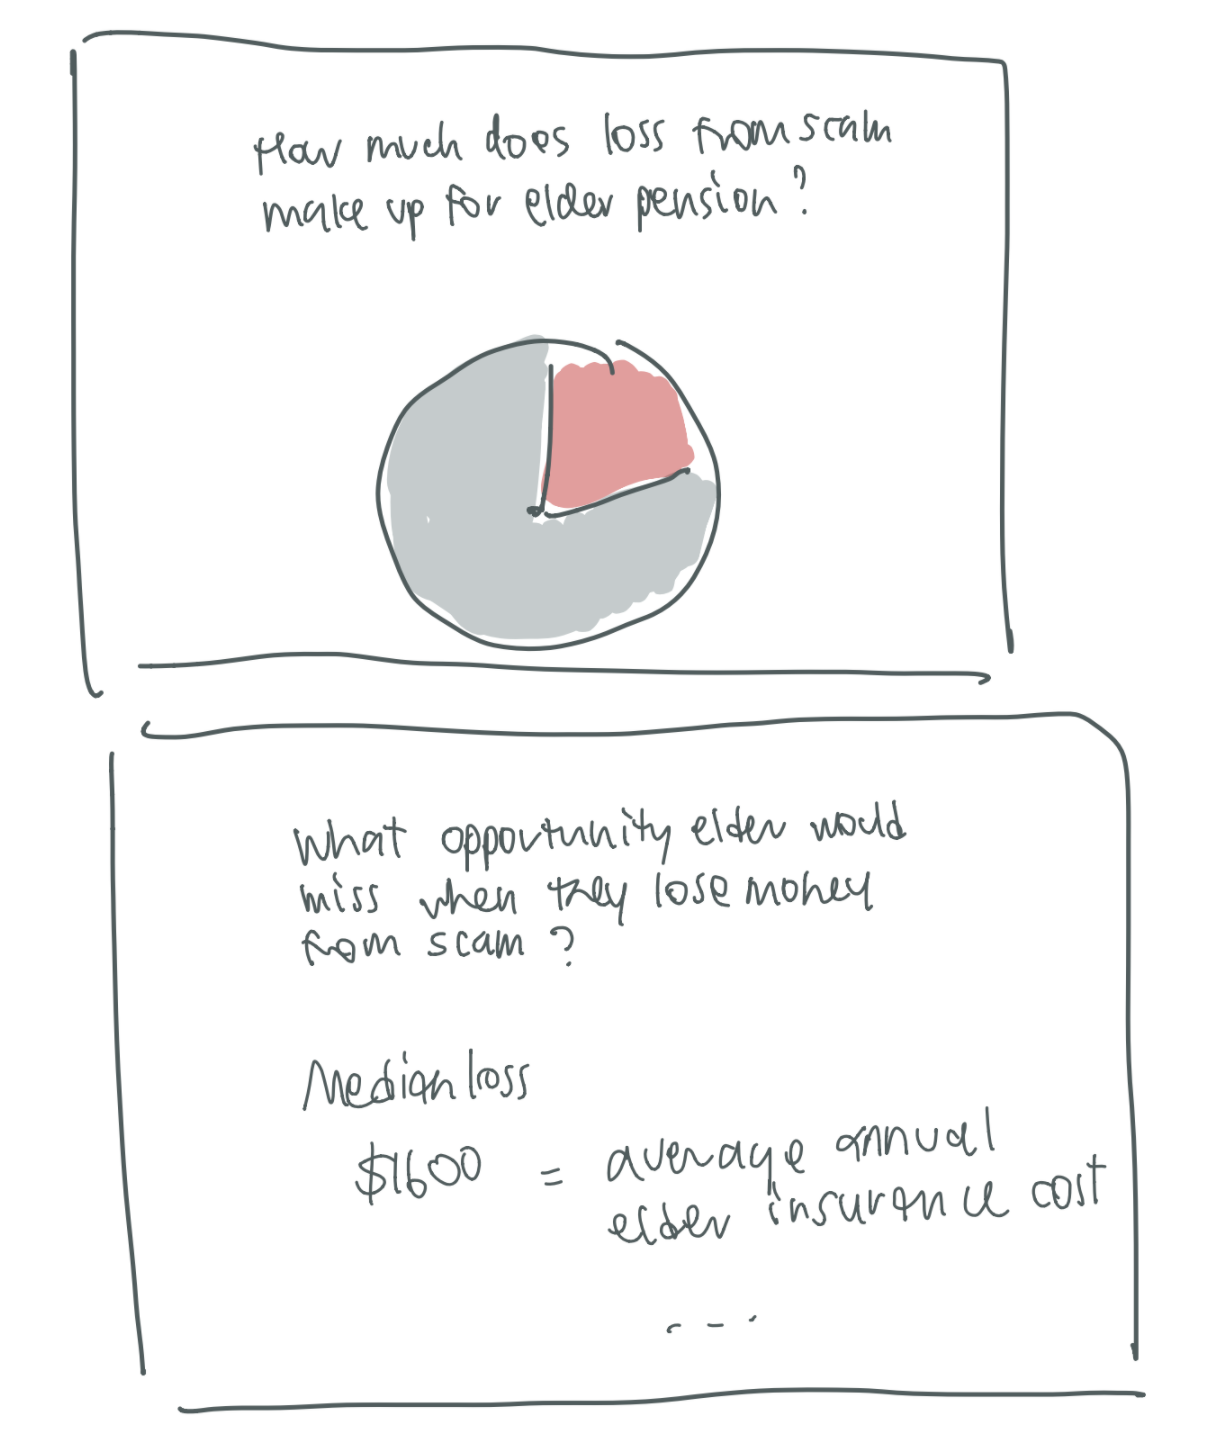 How much does loss from scam
make up for elder pension?
What opportunity elder would
miss when they lose money
from scam?
Median loss
$1600 = average annual
elder insurance cost
---